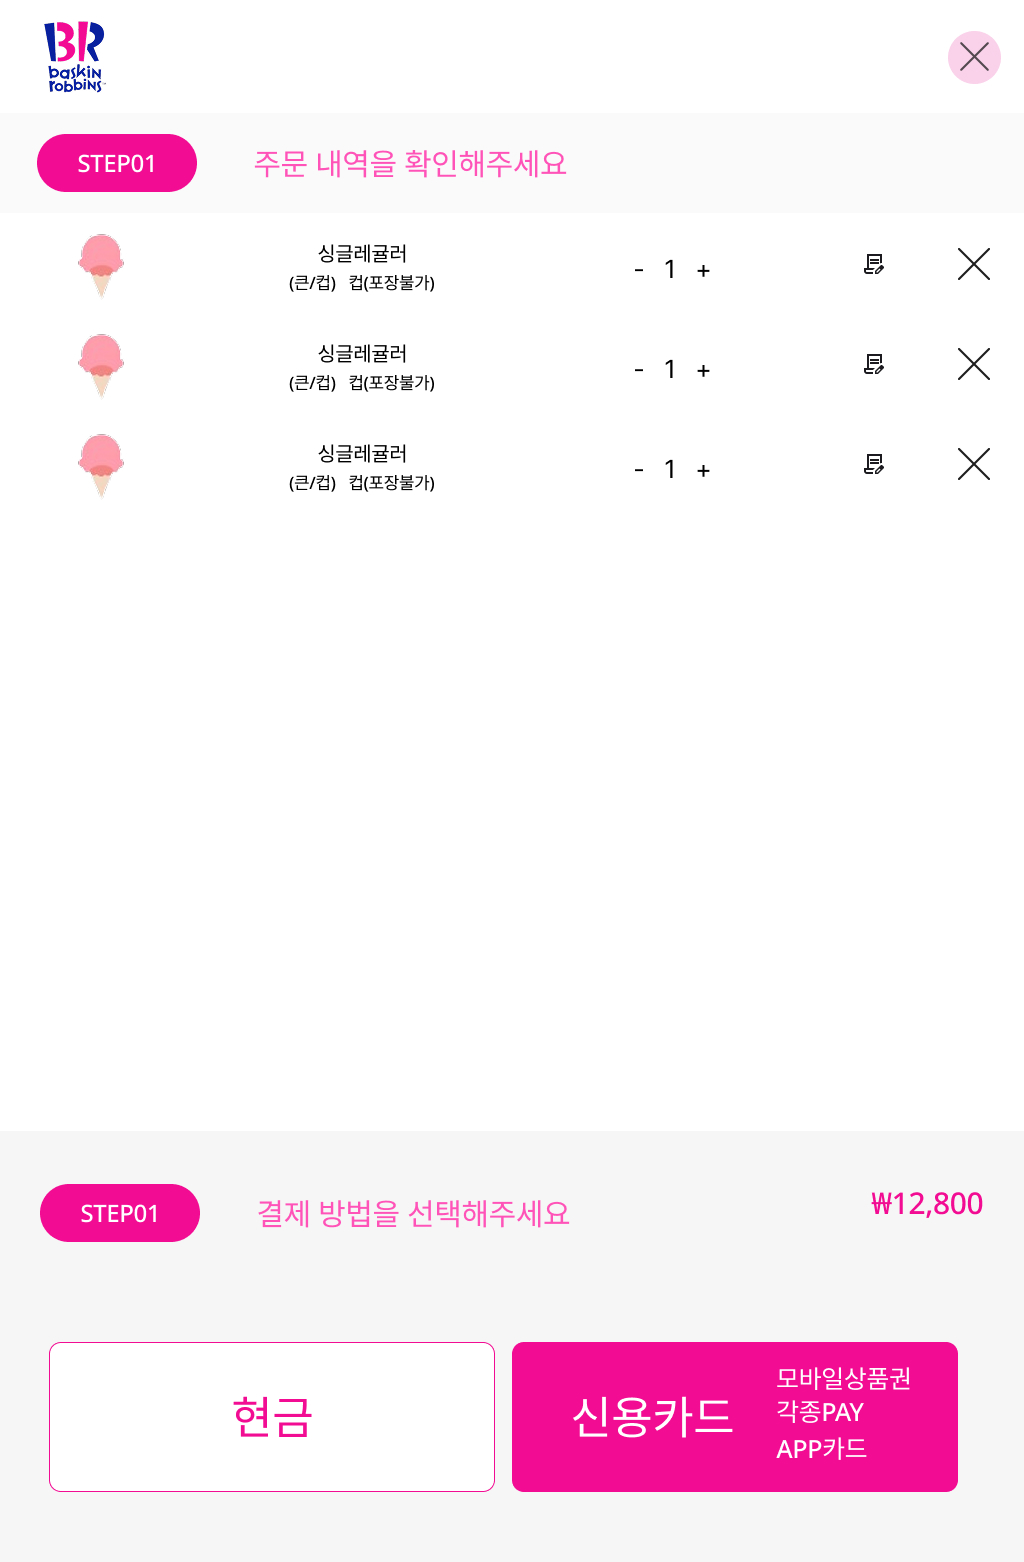 BR
baskin
robbins
STEP01 주문 내역을 확인해주세요
싱글레귤러
(큰/컵) 컵(포장불가)
- 1 +
싱글레귤러
(큰/컵) 컵(포장불가)
- 1 +
싱글레귤러
(큰/컵) 컵(포장불가)
- 1 +
STEP01 결제 방법을 선택해주세요 ₩12,800
현금
신용카드
모바일상품권
각종PAY
APP카드